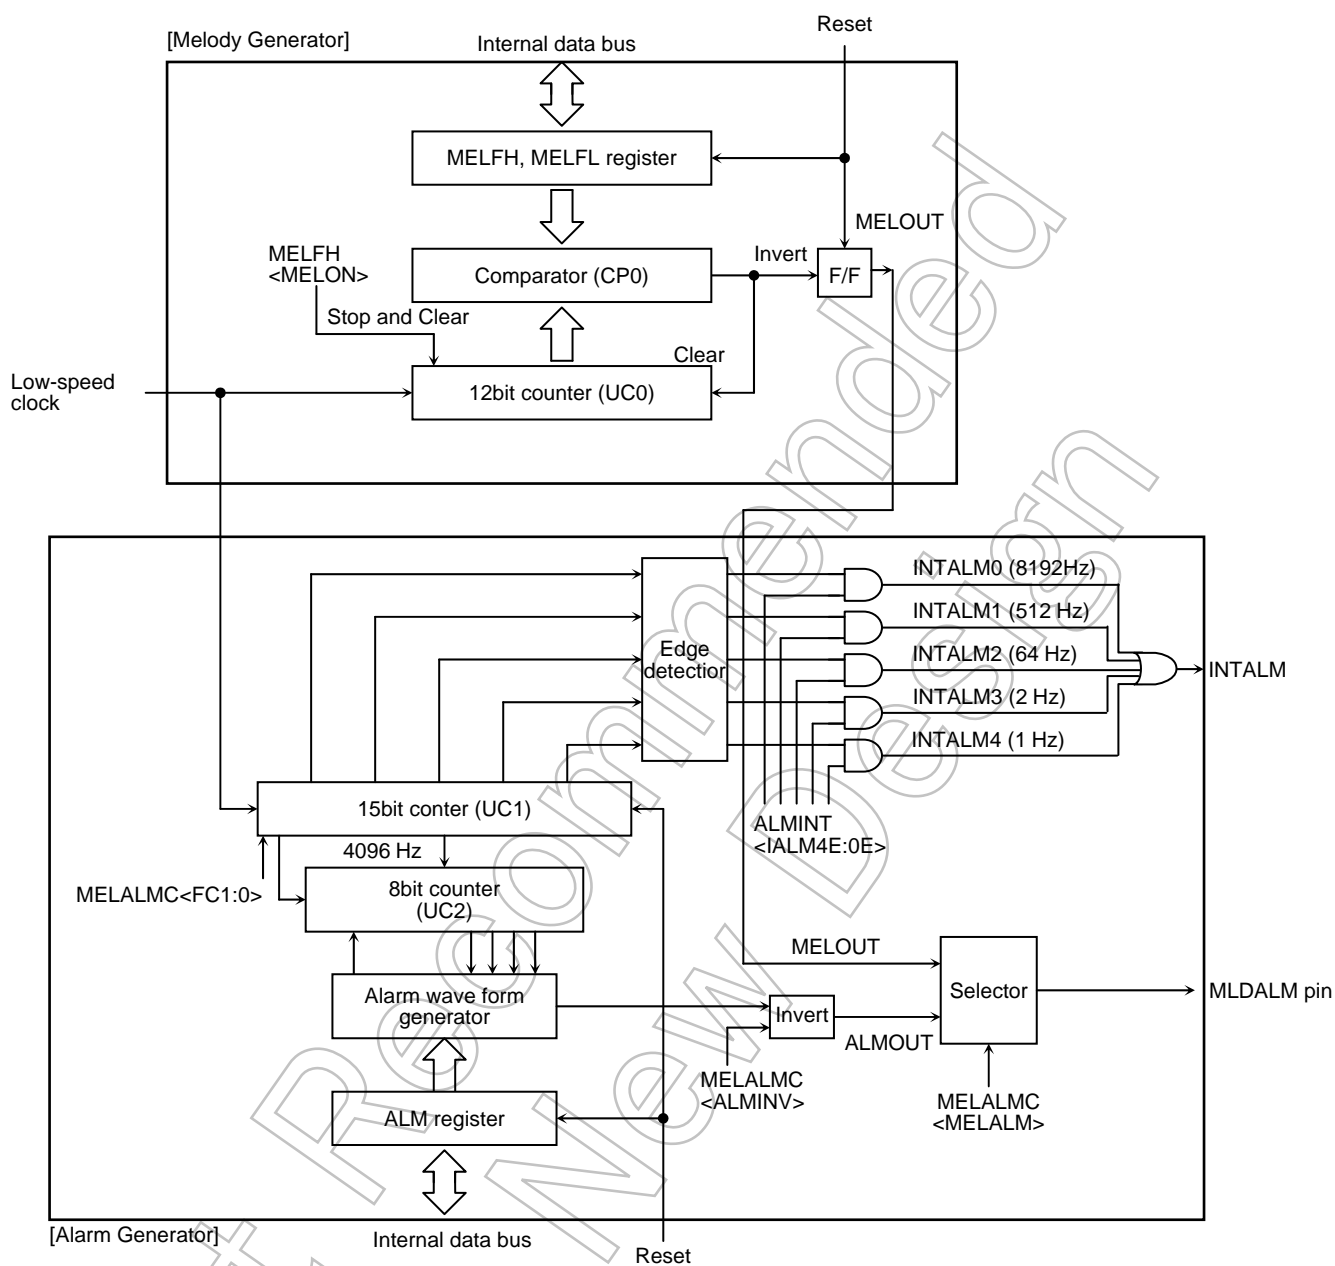 Reset
[Melody Generator]
Internal data bus
MELFH, MELFL register
MELOUT
MELFH
<MELON>
Invert
Comparator (CP0)
F/F
Stop and Clear
Clear
Low-speed
clock
12bit counter (UC0)
INTALM0 (8192Hz)
INTALM1 (512 Hz)
Edge
detectior
INTALM2 (64 Hz)
INTALM
INTALM3 (2 Hz)
INTALM4 (1 Hz)
15bit conter (UC1)
ALMINT
<IALM4E:0E>
4096 Hz
MELALMC<FC1:0>
8bit counter
(UC2)
MELOUT
Selector
MLDALM pin
Alarm wave form
generator
Invert
ALMOUT
MELALMC
<ALMINV>
MELALMC
<MELALM>
ALM register
[Alarm Generator]
Internal data bus
Reset
Recommended
New Design